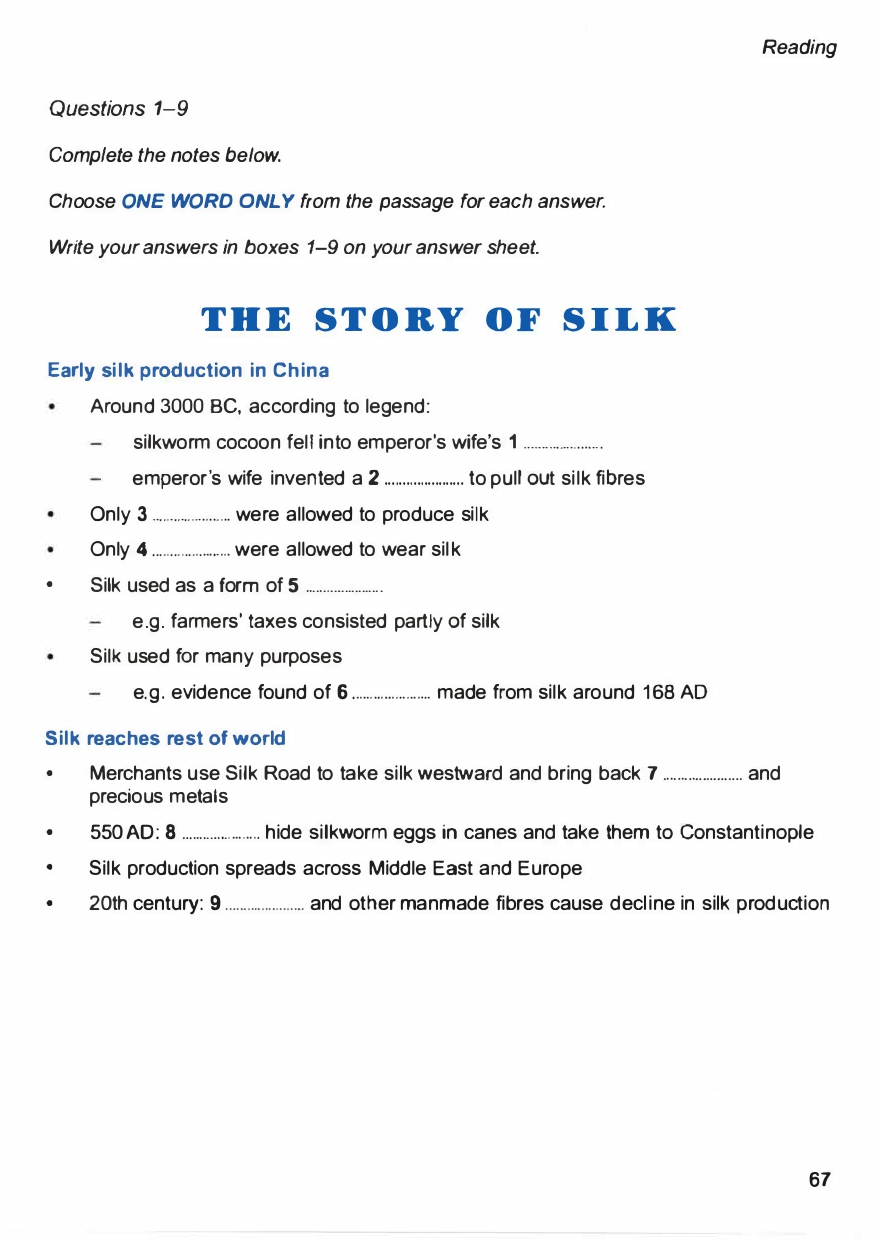 Reading
Questions 1–9
Complete the notes below.
Choose ONE WORD ONLY from the passage for each answer.
Write your answers in boxes 1–9 on your answer sheet.
THE STORY OF SILK
Early silk production in China
• Around 3000 BC, according to legend:
– silkworm cocoon fell into emperor's wife's 1 ......................
– emperor's wife invented a 2 ...................... to pull out silk fibres
• Only 3 ...................... were allowed to produce silk
• Only 4 ...................... were allowed to wear silk
• Silk used as a form of 5 ......................
– e.g. farmers' taxes consisted partly of silk
• Silk used for many purposes
– e.g. evidence found of 6 ...................... made from silk around 168 AD
Silk reaches rest of world
• Merchants use Silk Road to take silk westward and bring back 7 ...................... and
precious metals
• 550 AD: 8 ...................... hide silkworm eggs in canes and take them to Constantinople
• Silk production spreads across Middle East and Europe
• 20th century: 9 ...................... and other manmade fibres cause decline in silk production
67